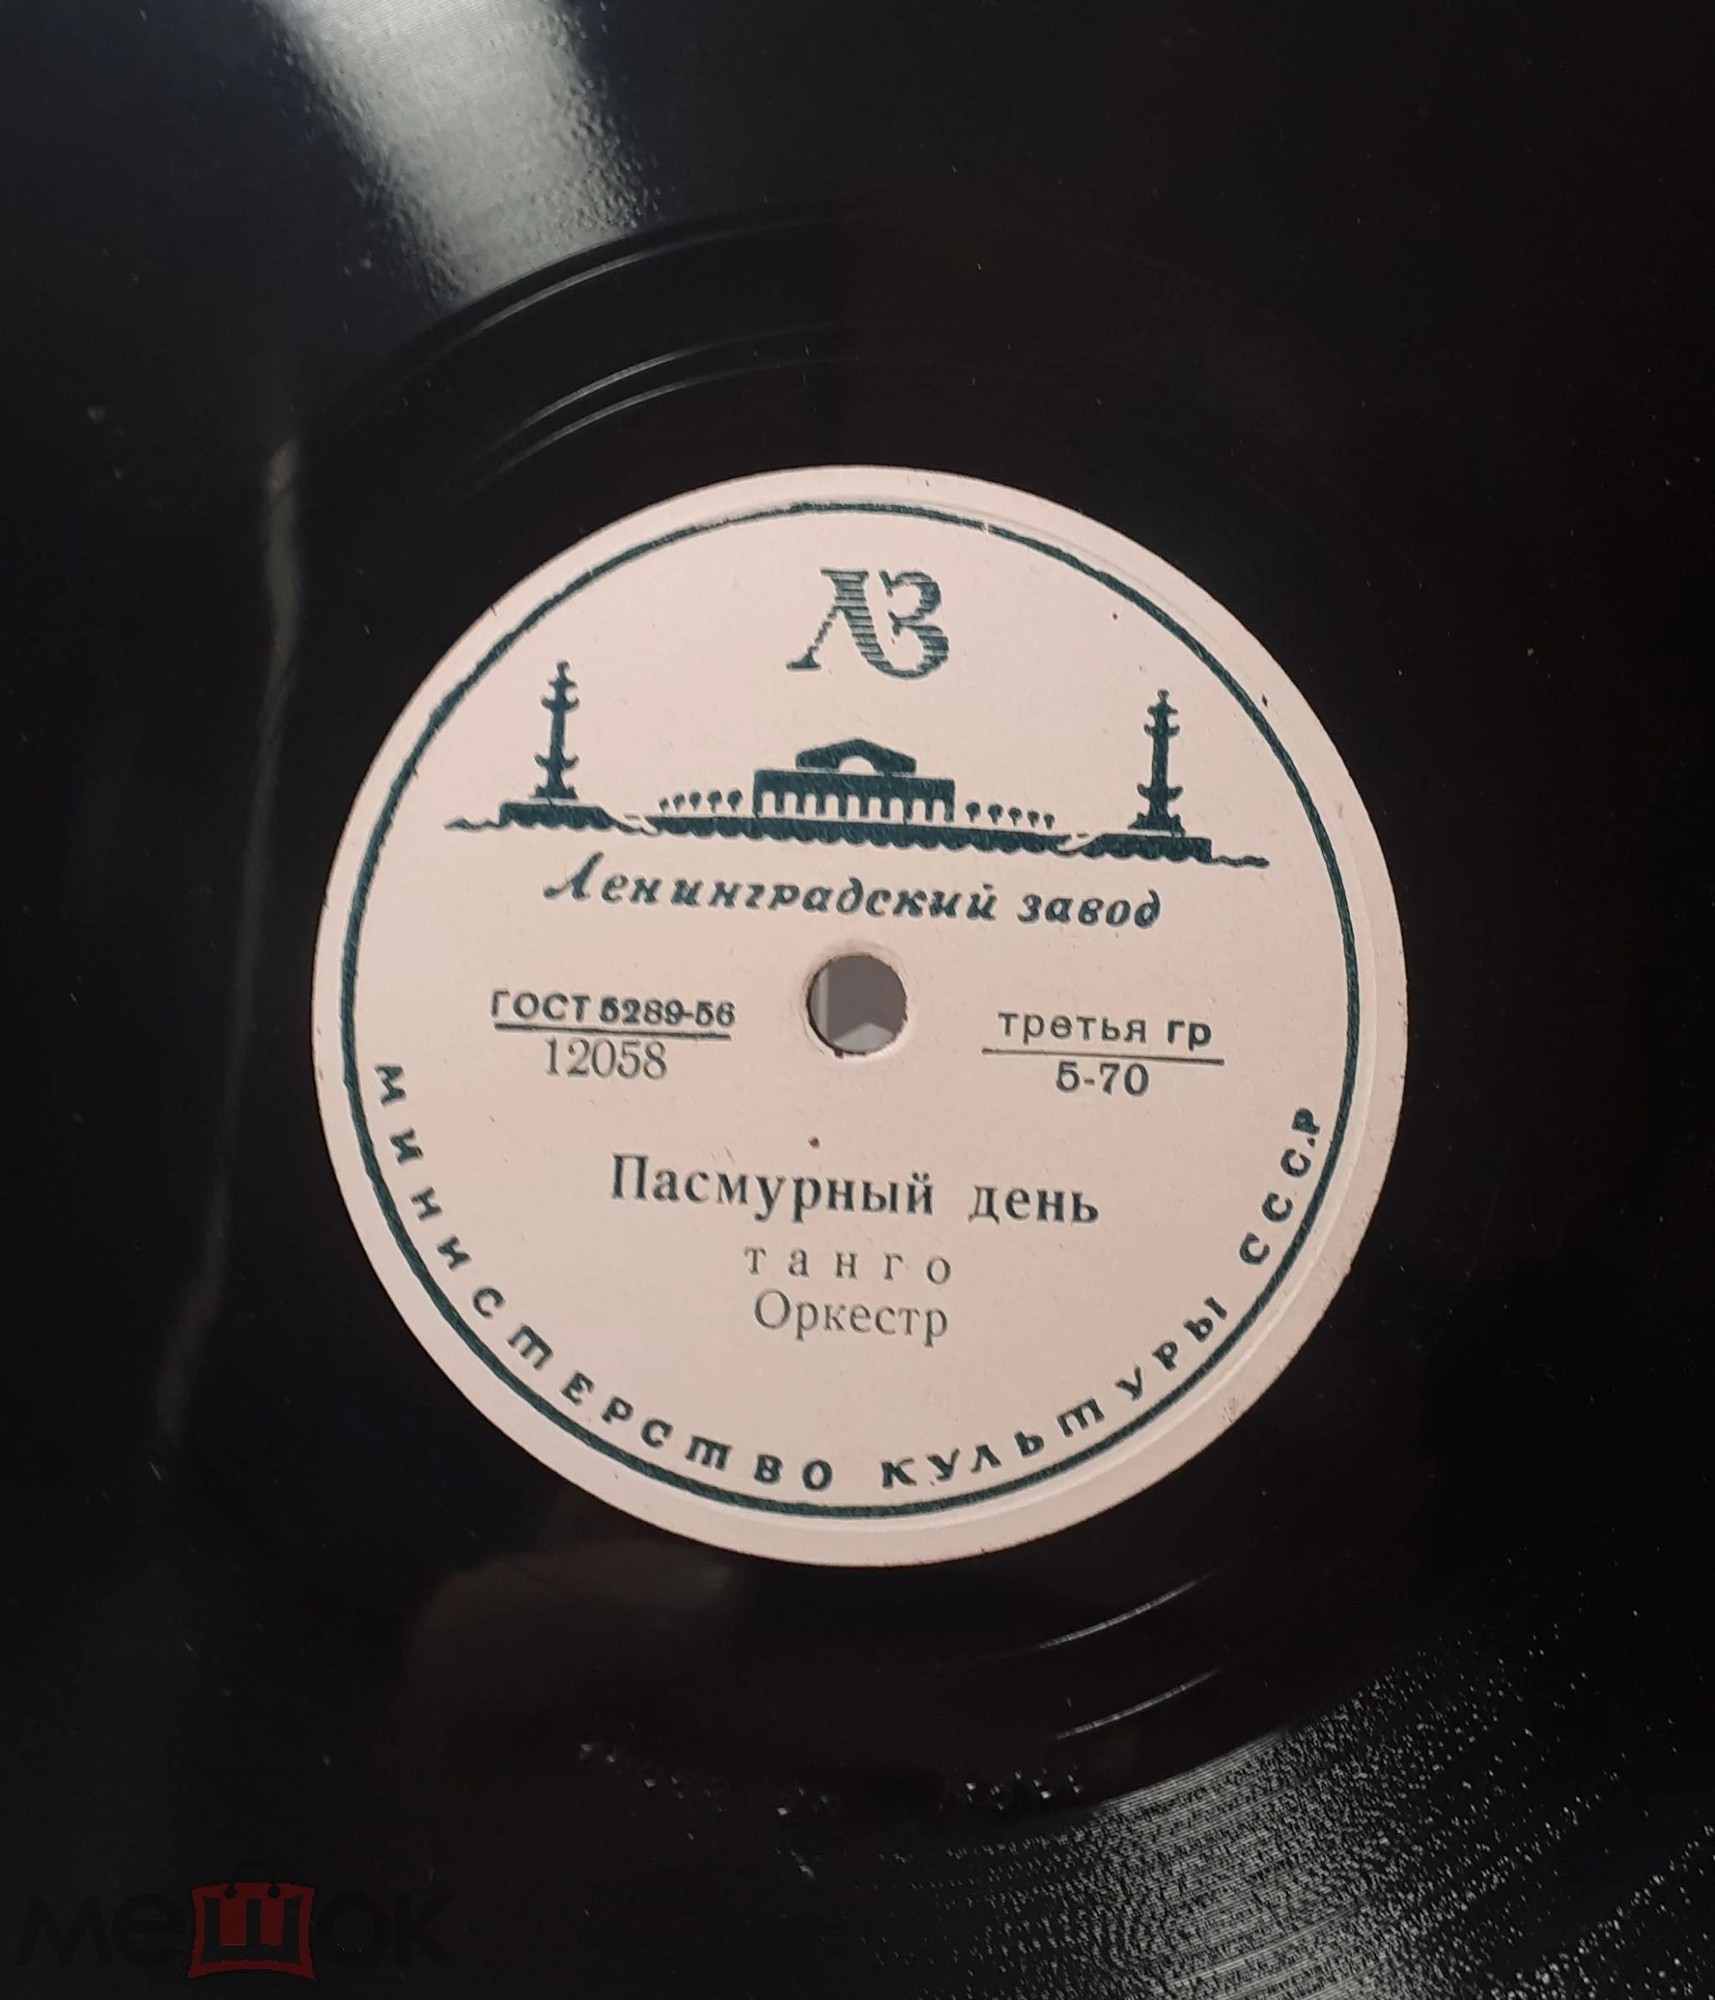 ЛЗ
Ленинградский завод
ГОСТ 5289-56
12058
третья гр
5-70
Пасмурный день
танго
Оркестр
МИНИСТЕРСТВО КУЛЬТУРЫ СССР
мешок